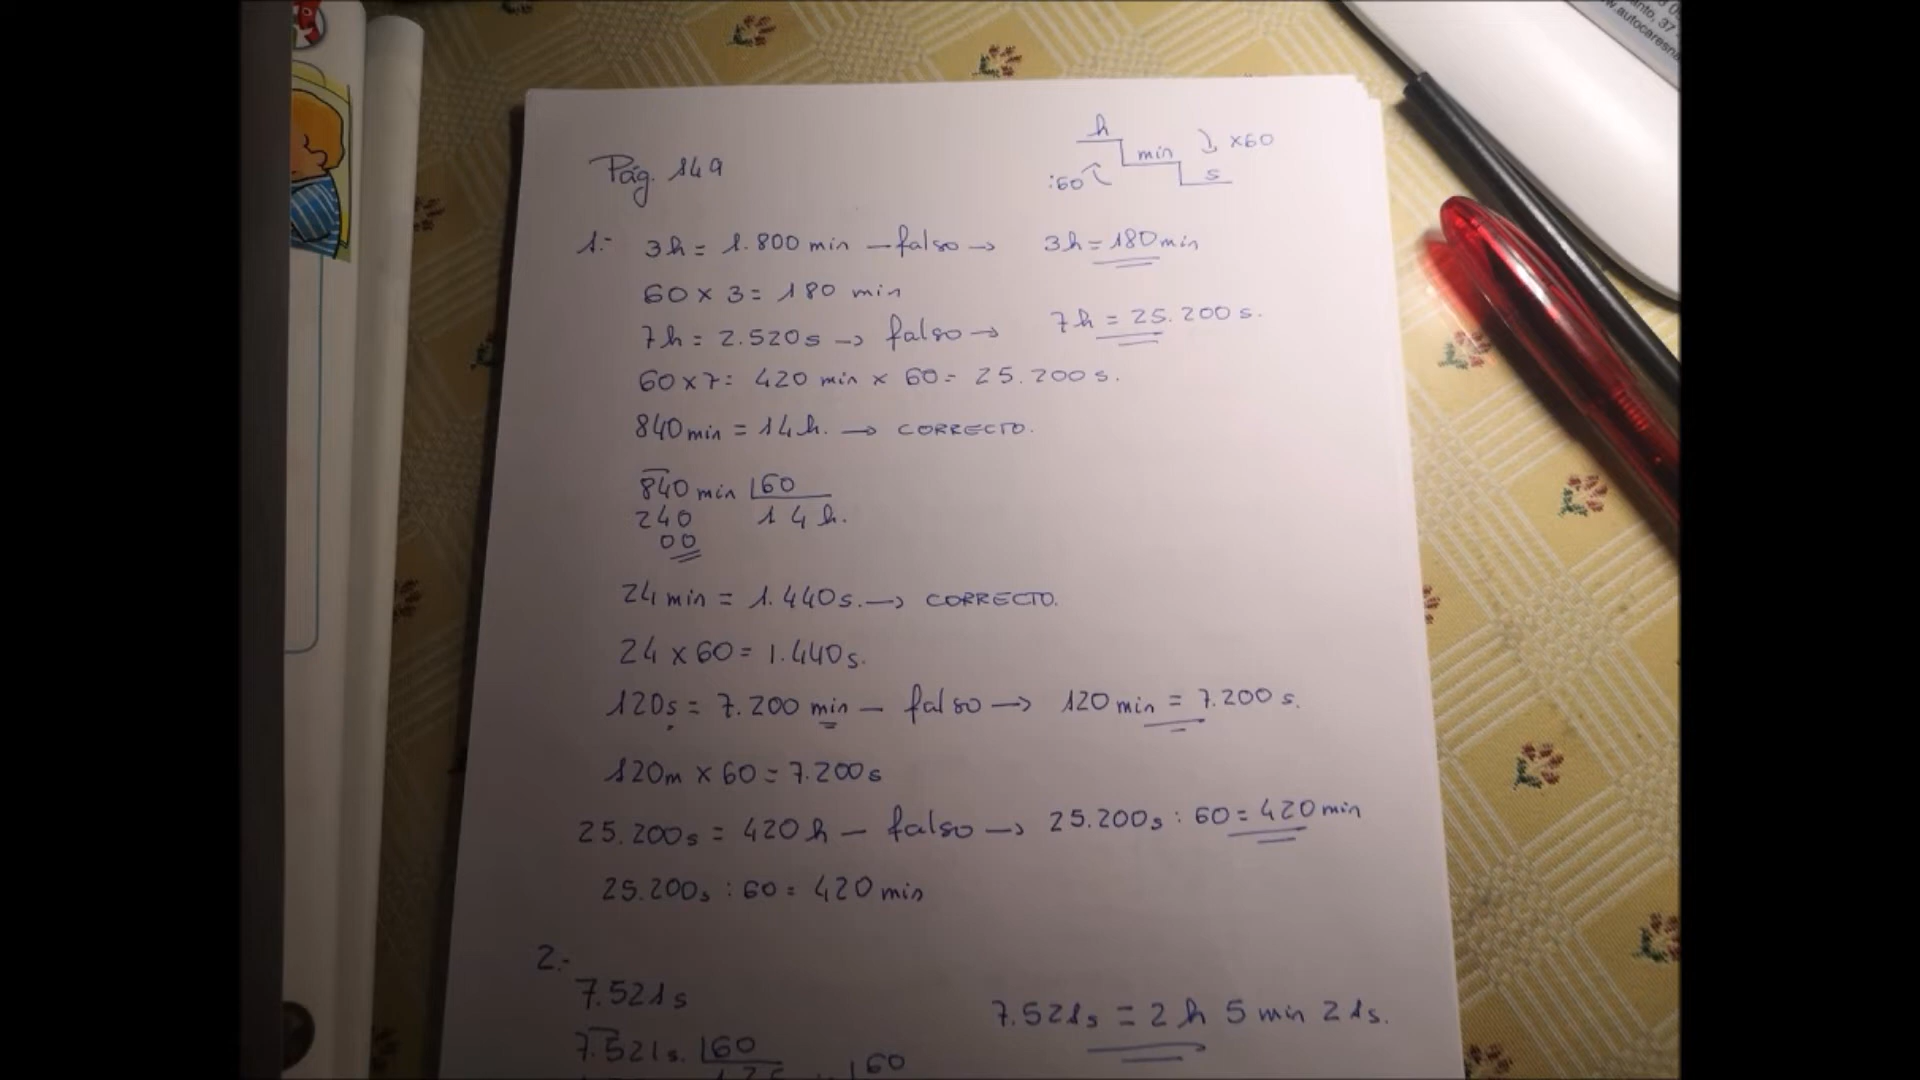 h
min
x60
:60
s
Pág. 149
1.- 3h = 1.800 min — falso → 3h = 180 min
60 x 3 = 180 min
7h = 2.520 s → falso → 7h = 25.200 s.
60 x 7 = 420 min x 60 = 25.200 s.
840 min = 14 h. → CORRECTO.
840 min 60
240 14 h.
00
24 min = 1.440 s. → CORRECTO.
24 x 60 = 1.440 s.
120 s = 7.200 min — falso → 120 min = 7.200 s.
120m x 60 = 7.200 s
25.200 s = 420 h — falso → 25.200 s : 60 = 420 min
25.200 s : 60 = 420 min
2.-
7.521 s
7.521 s = 2 h 5 min 21 s.
7.521 s. 60
60